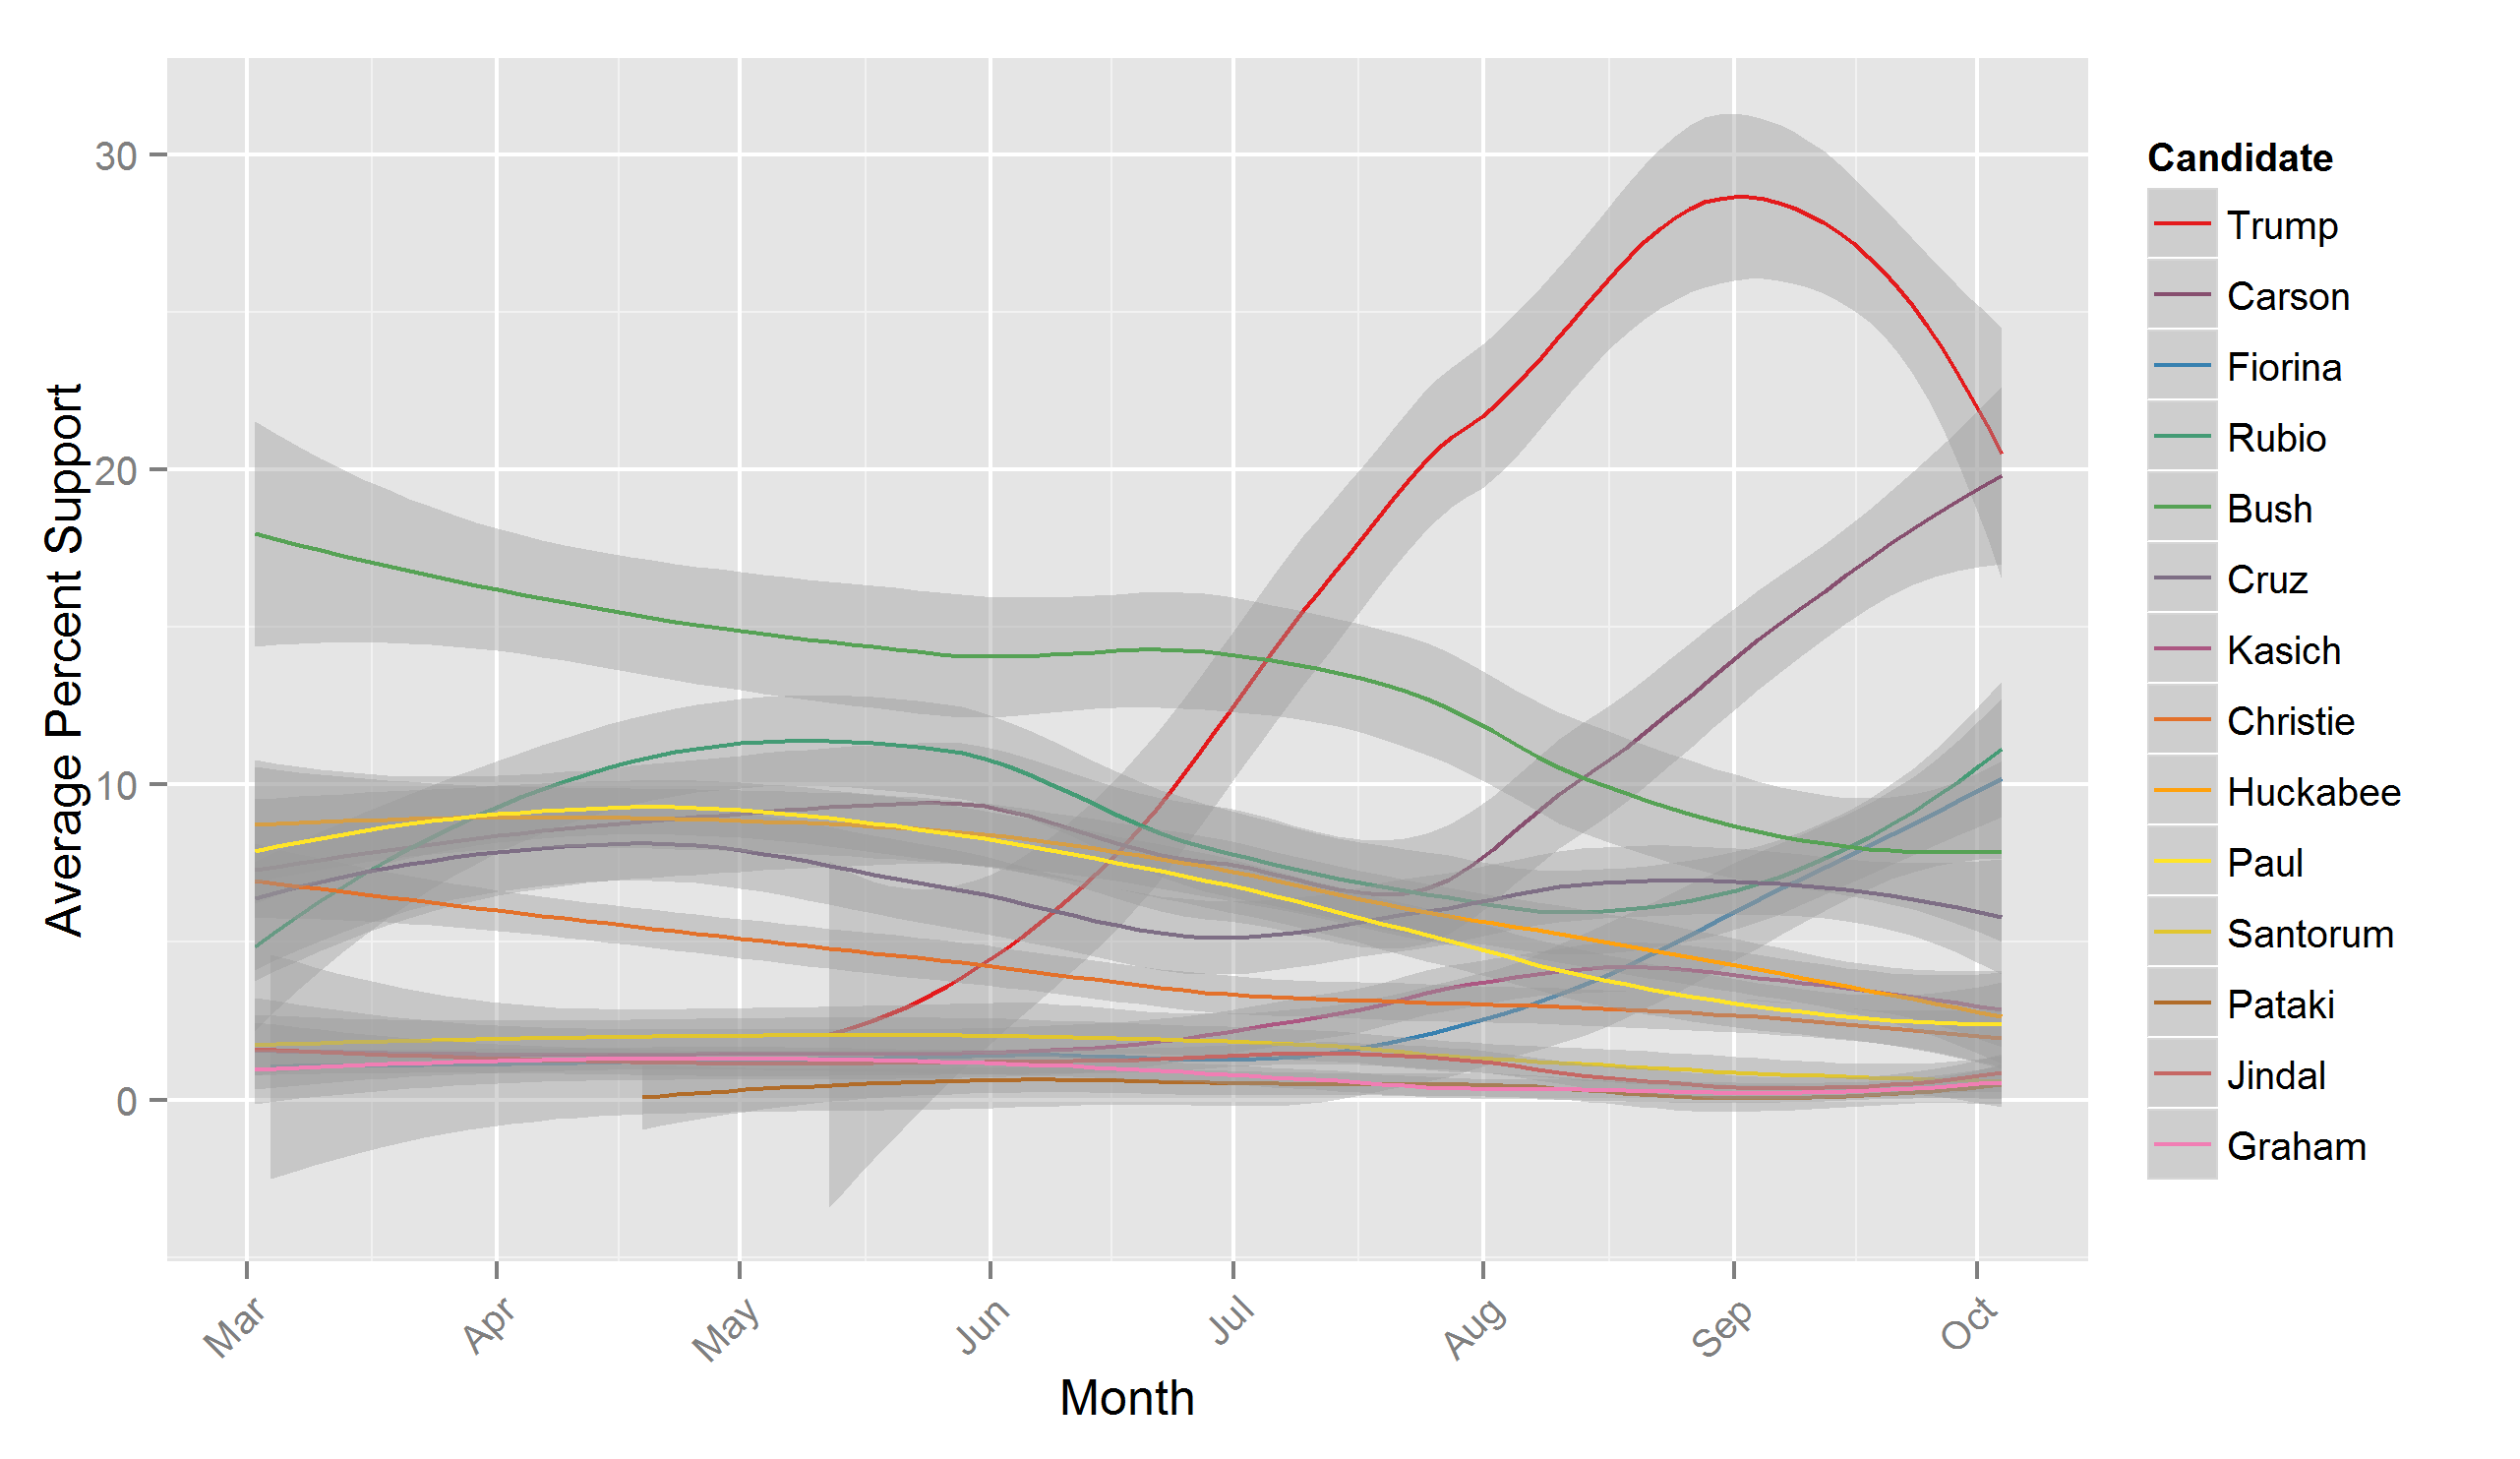 Average Percent Support
30
20
10
0
Mar
Apr
May
Jun
Jul
Aug
Sep
Oct
Month
Candidate
Trump
Carson
Fiorina
Rubio
Bush
Cruz
Kasich
Christie
Huckabee
Paul
Santorum
Pataki
Jindal
Graham